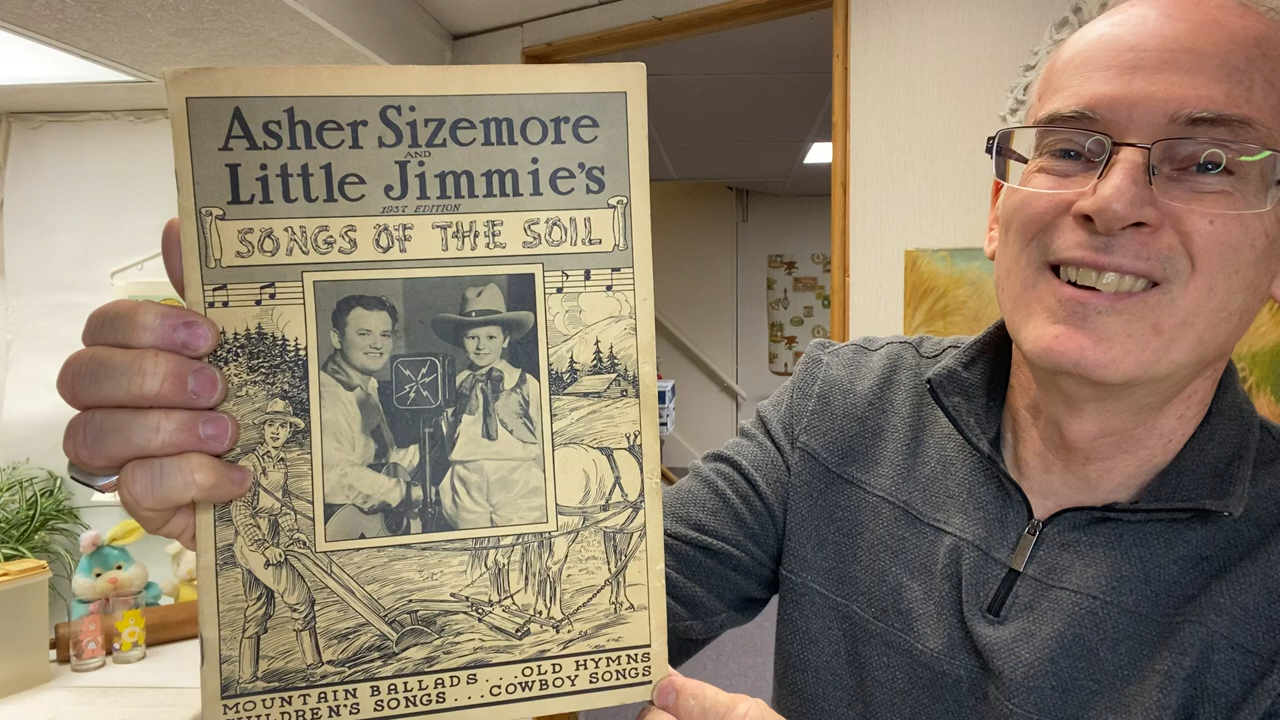 Asher Sizemore
AND
Little Jimmie's
1937 EDITION
SONGS OF THE SOIL
MOUNTAIN BALLADS...OLD HYMNS
CHILDREN'S SONGS...COWBOY SONGS